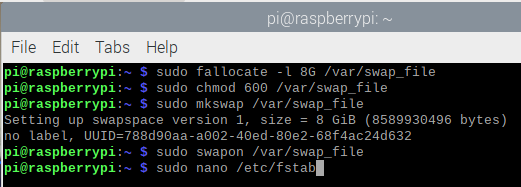 pi@raspberrypi: ~
File Edit Tabs Help
pi@raspberrypi:~ $ sudo fallocate -l 8G /var/swap_file
pi@raspberrypi:~ $ sudo chmod 600 /var/swap_file
pi@raspberrypi:~ $ sudo mkswap /var/swap_file
Setting up swapspace version 1, size = 8 GiB (8589930496 bytes)
no label, UUID=788d90aa-a002-40ed-80e2-68f4ac24d632
pi@raspberrypi:~ $ sudo swapon /var/swap_file
pi@raspberrypi:~ $ sudo nano /etc/fstab